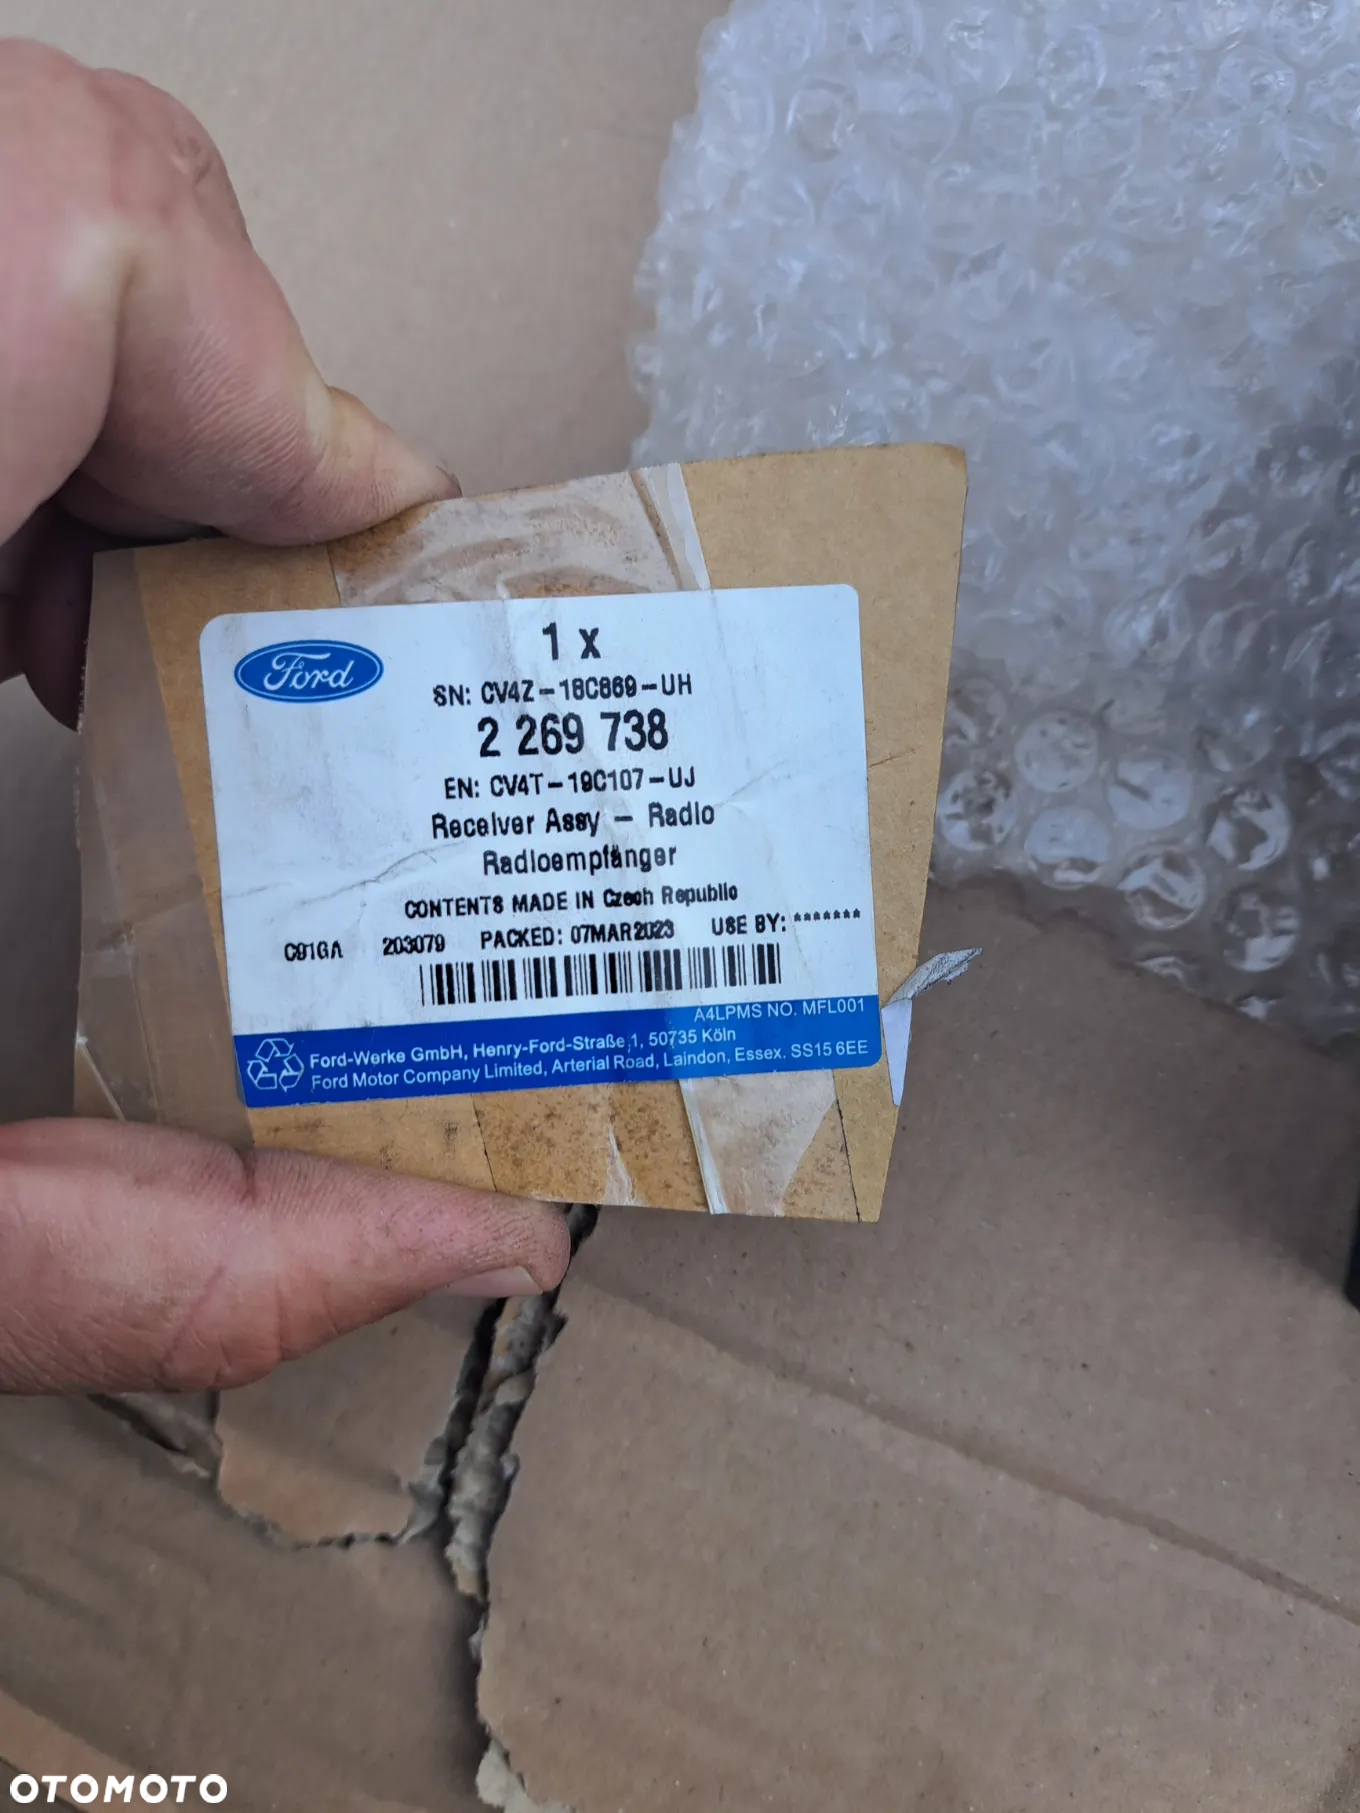 Ford
1 x
SN: CV4Z-18C869-UH
2 269 738
EN: CV4T-19C107-UJ
Receiver Assy - Radio
Radioempfänger
CONTENTS MADE IN Czech Republic
C91GA 203079 PACKED: 07MAR2023 USE BY: *******
A4LPMS NO. MFL001
Ford-Werke GmbH, Henry-Ford-Straße,1, 50735 Köln
Ford Motor Company Limited, Arterial Road, Laindon, Essex. SS15 6EE
OTOMOTO